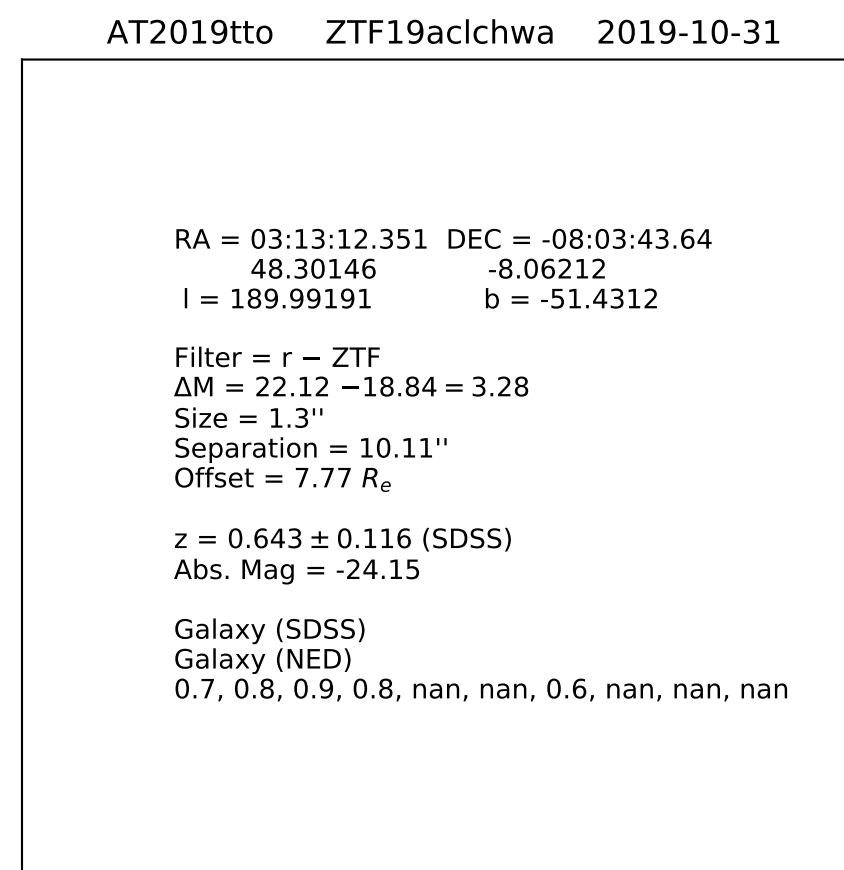 AT2019tto ZTF19aclchwa 2019-10-31
RA = 03:13:12.351 DEC = -08:03:43.64
48.30146 -8.06212
l = 189.99191 b = -51.4312
Filter = r − ZTF
ΔM = 22.12 −18.84 = 3.28
Size = 1.3''
Separation = 10.11''
Offset = 7.77 Re
z = 0.643 ± 0.116 (SDSS)
Abs. Mag = -24.15
Galaxy (SDSS)
Galaxy (NED)
0.7, 0.8, 0.9, 0.8, nan, nan, 0.6, nan, nan, nan